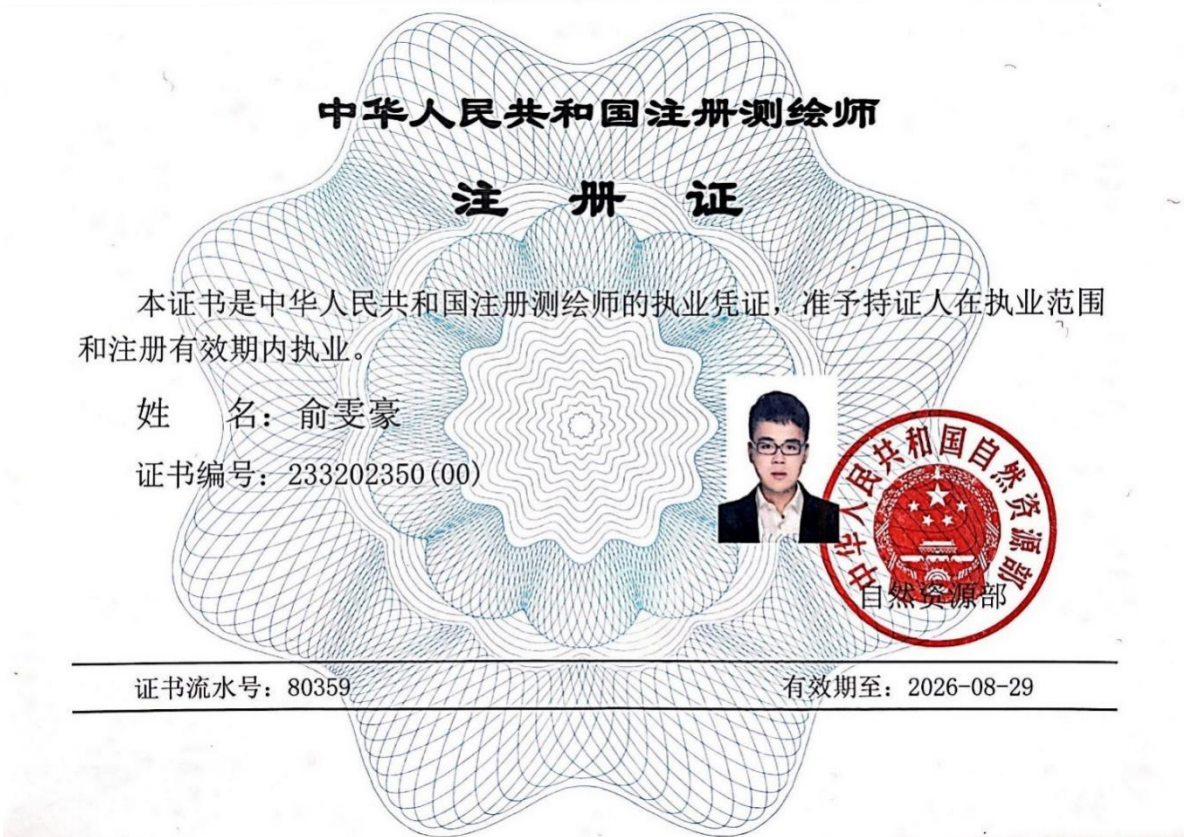 中华人民共和国注册测绘师
注 册 证
本证书是中华人民共和国注册测绘师的执业凭证，准予持证人在执业范围
和注册有效期内执业。
姓 名：俞雯豪
证书编号：233202350(00)
中华人民共和国自然资源部
自然资源部
证书流水号：80359
有效期至：2026-08-29